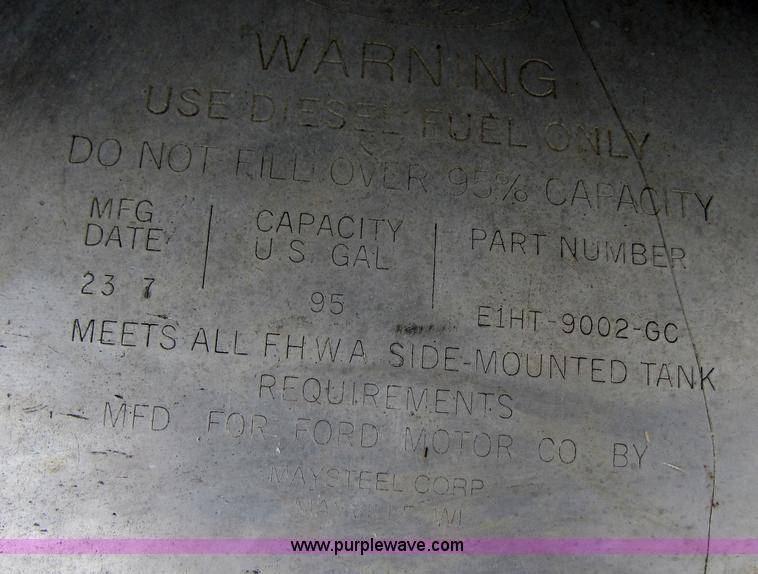 WARNING
USE DIESEL FUEL ONLY
DO NOT FILL OVER 95% CAPACITY
MFG DATE
CAPACITY U.S. GAL
PART NUMBER
23 7
95
E1HT-9002-GC
MEETS ALL F.H.W.A. SIDE-MOUNTED TANK
REQUIREMENTS
MFD FOR FORD MOTOR CO BY
MAYSTEEL CORP
MAYVILLE WI
www.purplewave.com